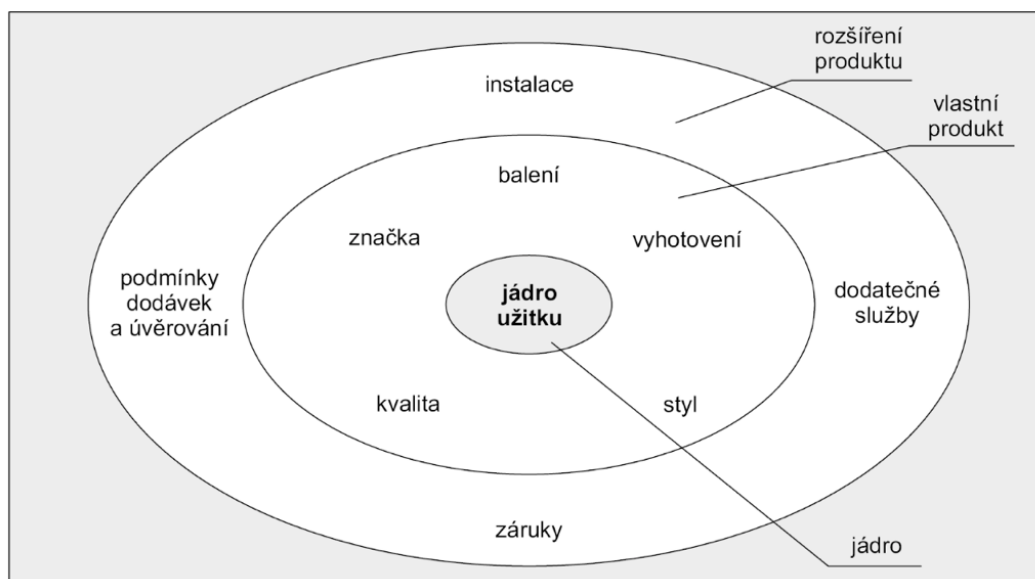 rozšíření
produktu
instalace
vlastní
produkt
balení
značka
vyhotovení
podmínky
dodávek
a úvěrování
jádro
užitku
dodatečné
služby
kvalita
styl
záruky
jádro